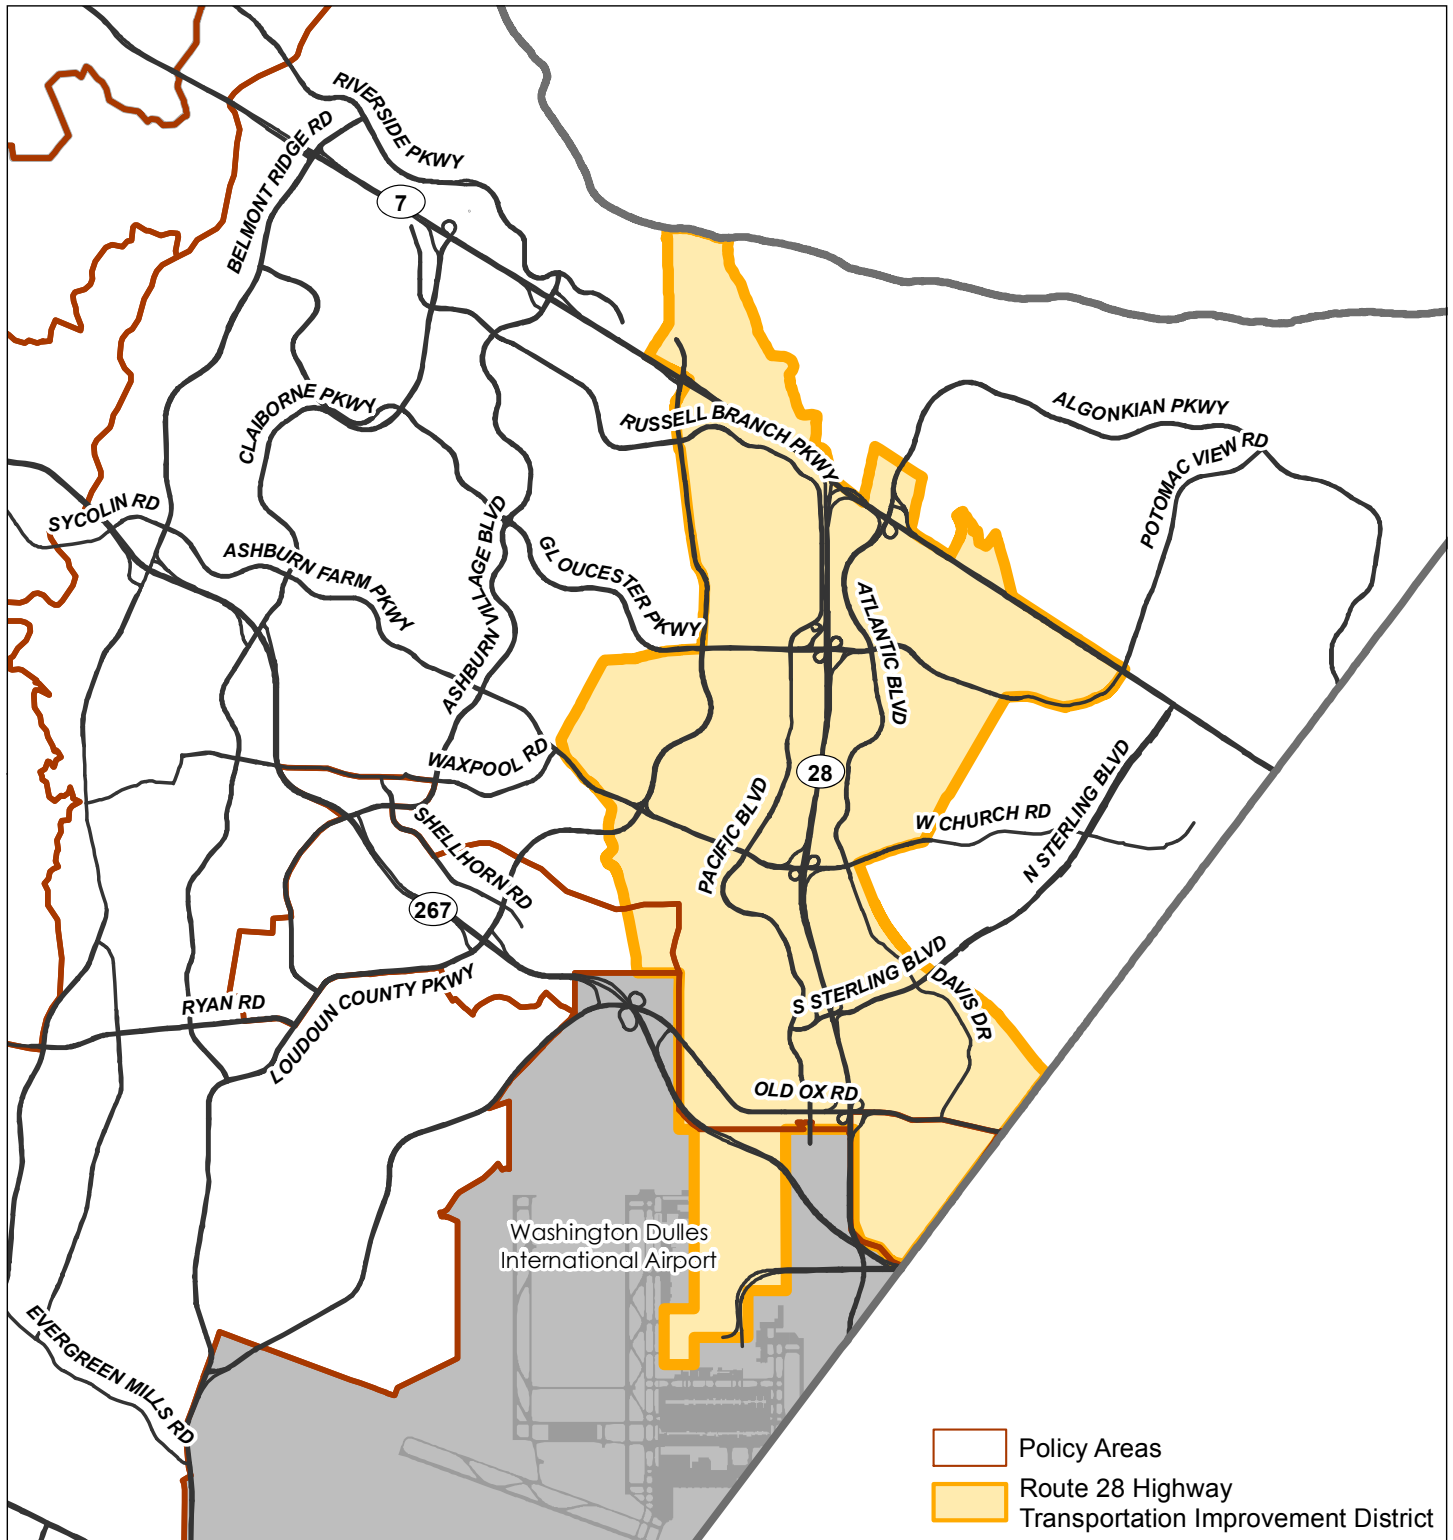 RIVERSIDE PKWY
BELMONT RIDGE RD
7
CLAIBORNE PKWY
RUSSELL BRANCH PKWY
ALGONKIAN PKWY
POTOMAC VIEW RD
SYCOLIN RD
ASHBURN FARM PKWY
ASHBURN VILLAGE BLVD
GLOUCESTER PKWY
ATLANTIC BLVD
WAXPOOL RD
28
PACIFIC BLVD
W CHURCH RD
N STERLING BLVD
SHELLHORN RD
267
S STERLING BLVD
DAVIS DR
RYAN RD
LOUDOUN COUNTY PKWY
OLD OX RD
Washington Dulles
International Airport
EVERGREEN MILLS RD
Policy Areas
Route 28 Highway
Transportation Improvement District